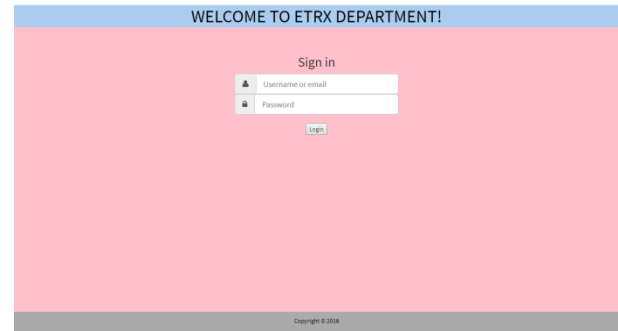 WELCOME TO ETRX DEPARTMENT!
Sign in
Username or email
Password
Login
Copyright © 2018